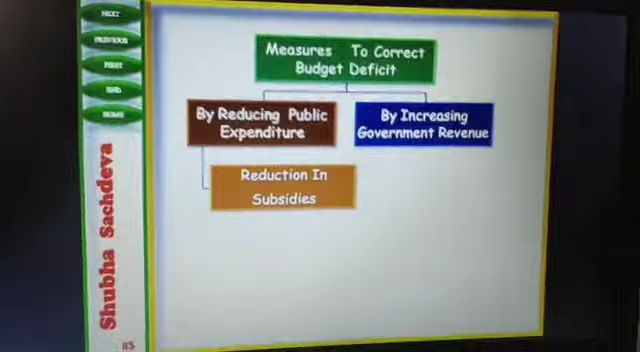 NEXT
PREVIOUS
FIRST
END
Measures To Correct
Budget Deficit
By Reducing Public
Expenditure
By Increasing
Government Revenue
Reduction In
Subsidies
Shubha Sachdeva
85